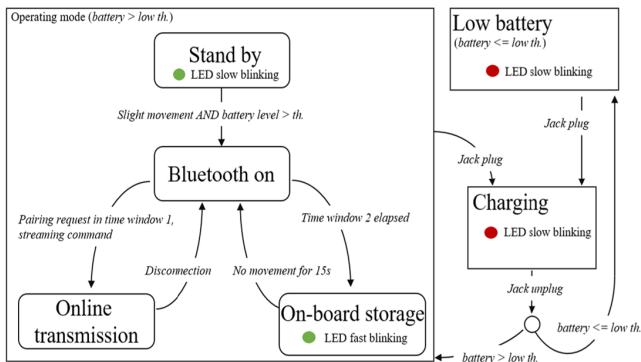 Operating mode (battery > low th.)
Stand by
LED slow blinking
Slight movement AND battery level > th.
Bluetooth on
Pairing request in time window 1,
streaming command
Time window 2 elapsed
Disconnection
No movement for 15s
Online
transmission
On-board storage
LED fast blinking
Low battery
(battery <= low th.)
LED slow blinking
Jack plug
Jack plug
Charging
LED slow blinking
Jack unplug
battery <= low th.
battery > low th.